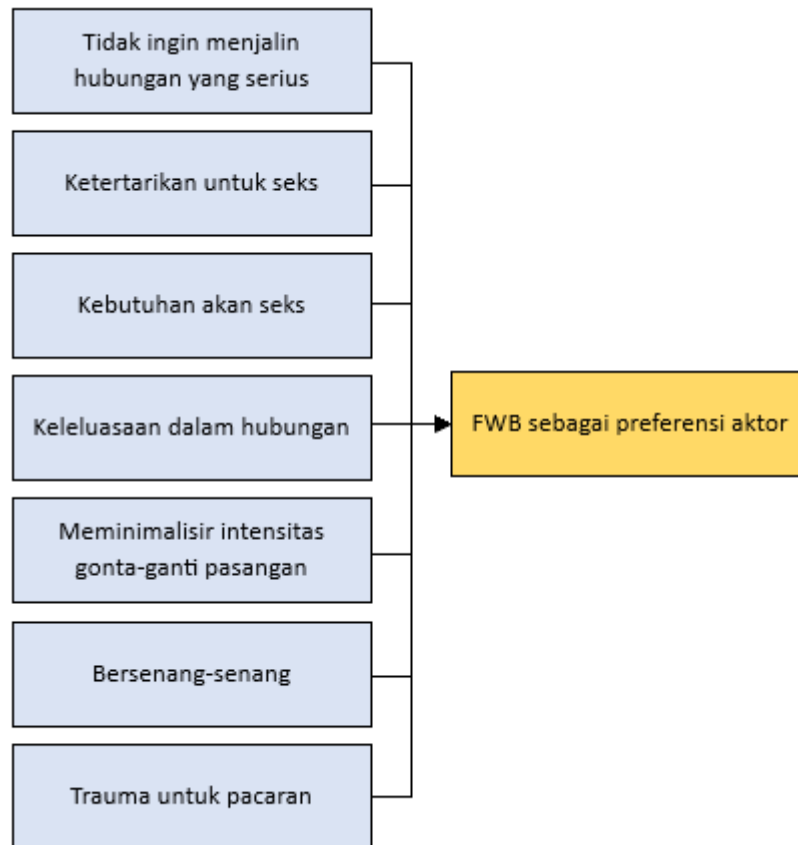 Tidak ingin menjalin
hubungan yang serius
Ketertarikan untuk seks
Kebutuhan akan seks
Keleluasaan dalam hubungan
FWB sebagai preferensi aktor
Meminimalisir intensitas
gonta-ganti pasangan
Bersenang-senang
Trauma untuk pacaran